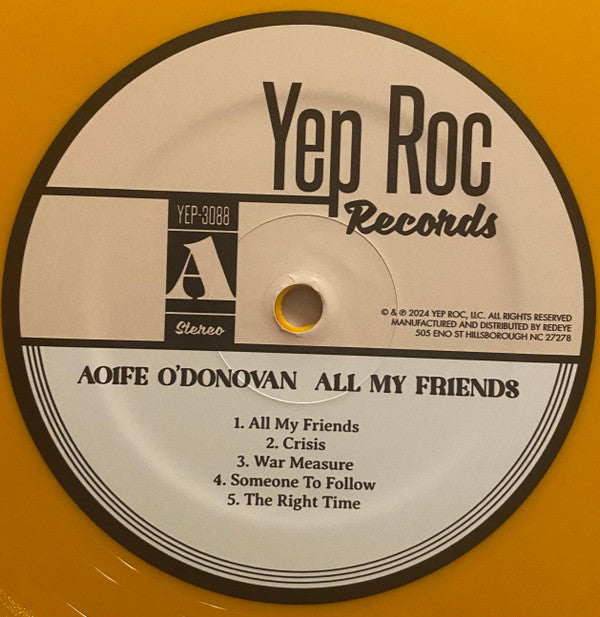 Yep Roc
Records
YEP-3088
A
Stereo
© & ℗ 2024 YEP ROC, LLC. ALL RIGHTS RESERVED
MANUFACTURED AND DISTRIBUTED BY REDEYE
505 ENO ST HILLSBOROUGH NC 27278
AOIFE O'DONOVAN ALL MY FRIENDS
1. All My Friends
2. Crisis
3. War Measure
4. Someone To Follow
5. The Right Time